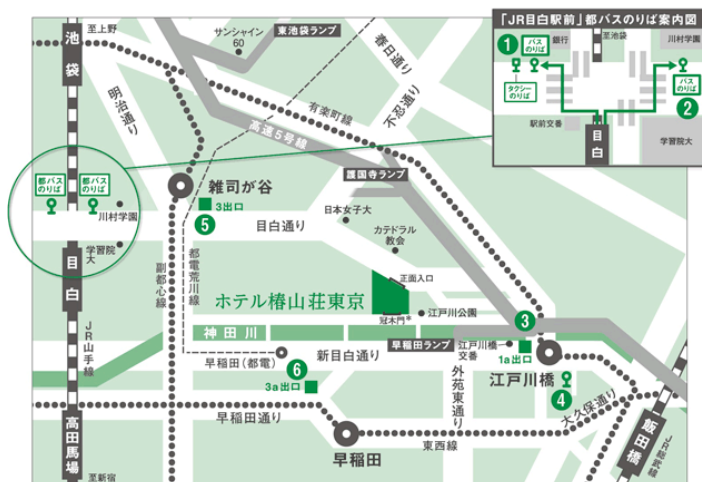 至上野
池袋
サンシャイン
60
東池袋ランプ
春日通り
不忍通り
明治通り
有楽町線
高速5号線
護国寺ランプ
「JR目白駅前」都バスのりば案内図
1
銀行
バス
のりば
至池袋
川村学園
タクシー
のりば
バス
のりば
2
駅前交番
目白
学習院大
都バス
のりば
都バス
のりば
川村学園
学習院
大
目白
JR山手線
雑司が谷
3出口
5
目白通り
日本女子大
カテドラル
教会
副都心線
都電荒川線
ホテル椿山荘東京
正面入口
冠木門*
江戸川公園
神田川
早稲田ランプ
3
江戸川橋
交番
1a出口
江戸川橋
4
早稲田(都電)
新目白通り
6
3a出口
外苑東通り
早稲田通り
早稲田
東西線
大久保通り
飯田橋
JR総武線
高田馬場
至新宿